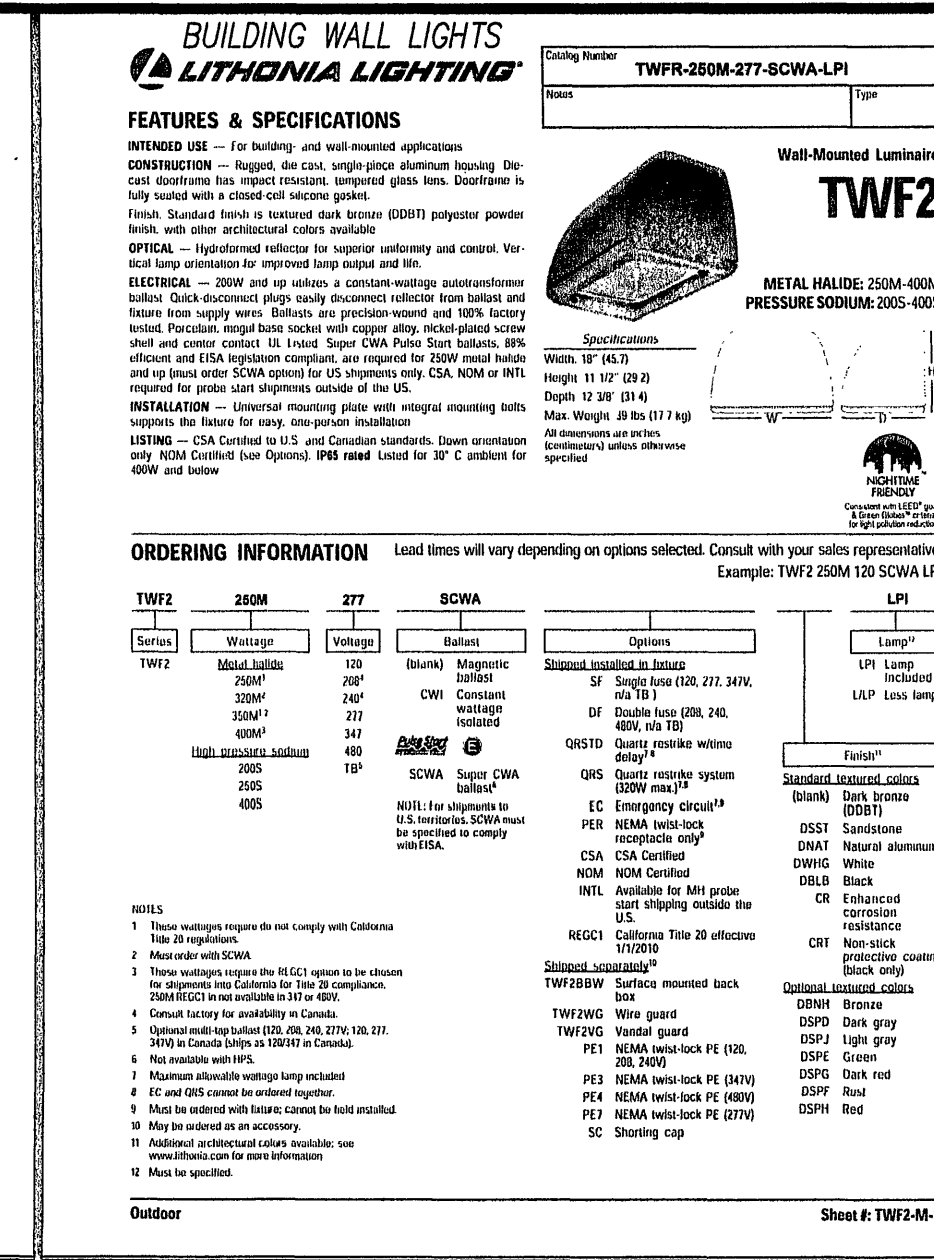 BUILDING WALL LIGHTS
LITHONIA LIGHTING®
Catalog Number
TWFR-250M-277-SCWA-LPI
Notes
Type
FEATURES & SPECIFICATIONS
INTENDED USE — For building- and wall-mounted applications
CONSTRUCTION — Rugged, die cast, single-piece aluminum housing Die-
cast doorframe has impact resistant, tempered glass lens. Doorframe is
fully sealed with a closed-cell silicone gasket.
Finish. Standard finish is textured dark bronze (DDBT) polyester powder
finish, with other architectural colors available
OPTICAL — Hydroformed reflector for superior uniformity and control. Ver-
tical lamp orientation for improved lamp output and life.
ELECTRICAL — 200W and up utilizes a constant-wattage autotransformer
ballast Quick-disconnect plugs easily disconnect reflector from ballast and
fixture from supply wires Ballasts are precision-wound and 100% factory
tested. Porcelain, mogul base socket with copper alloy, nickel-plated screw
shell and center contact UL Listed Super CWA Pulse Start ballasts, 88%
efficient and EISA legislation compliant, are required for 250W metal halide
and up (must order SCWA option) for US shipments only. CSA, NOM or INTL
required for probe start shipments outside of the US.
INSTALLATION — Universal mounting plate with integral mounting bolts
supports the fixture for easy, one-person installation
LISTING — CSA Certified to U.S and Canadian standards. Down orientation
only NOM Certified (see Options). IP65 rated Listed for 30° C ambient for
400W and below
Wall-Mounted Luminaire
TWF2
METAL HALIDE: 250M-400M
PRESSURE SODIUM: 200S-400S
Specifications
Width. 18" (45.7)
Height 11 1/2" (29 2)
Depth 12 3/8' (31 4)
Max. Weight 39 lbs (17 7 kg)
All dimensions are inches
(centimeters) unless otherwise
specified
W
D
H
NIGHTTIME
FRIENDLY
Consistent with LEED®
& Green Globes™ criteria
for light pollution reduction
ORDERING INFORMATION
Lead times will vary depending on options selected. Consult with your sales representative
Example: TWF2 250M 120 SCWA LP
TWF2 250M 277 SCWA LPI
Series Wattage Voltage Ballast Options Lamp12
TWF2
Metal halide
250M1
320M2
350M1 2
400M3
High pressure sodium
200S
250S
400S
120
2084
2404
277
347
480
TB5
(blank) Magnetic
ballast
CWI Constant
wattage
isolated
Pulse Start
E
SCWA Super CWA
ballast6
NOTE: For shipments to
U.S. territories, SCWA must
be specified to comply
with EISA.
Shipped installed in fixture
SF Single fuse (120, 277, 347V,
n/a TB )
DF Double fuse (208, 240,
480V, n/a TB)
QRSTD Quartz restrike w/time
delay7 8
QRS Quartz restrike system
(320W max.)7,8
EC Emergency circuit7,8
PER NEMA twist-lock
receptacle only9
CSA CSA Certified
NOM NOM Certified
INTL Available for MH probe
start shipping outside the
U.S.
REGC1 California Title 20 effective
1/1/2010
Shipped separately10
TWF2BBW Surface mounted back
box
TWF2WG Wire guard
TWF2VG Vandal guard
PE1 NEMA twist-lock PE (120,
208, 240V)
PE3 NEMA twist-lock PE (347V)
PE4 NEMA twist-lock PE (480V)
PE7 NEMA twist-lock PE (277V)
SC Shorting cap
LPI Lamp
included
L/LP Less lamp
Finish11
Standard textured colors
(blank) Dark bronze
(DDBT)
DSST Sandstone
DNAT Natural aluminum
DWHG White
DBLB Black
CR Enhanced
corrosion
resistance
CRT Non-stick
protective coating
(black only)
Optional textured colors
DBNH Bronze
DSPD Dark gray
DSPJ Light gray
DSPE Green
DSPG Dark red
DSPF Rust
DSPH Red
NOTES
1 These wattages require do not comply with California
Title 20 regulations.
2 Must order with SCWA
3 These wattages require the REGC1 option to be chosen
for shipments into California for Title 20 compliance.
250M REGC1 in not available in 347 or 480V.
4 Consult factory for availability in Canada.
5 Optional multi-tap ballast (120, 208, 240, 277V; 120, 277,
347V) in Canada (ships as 120/347 in Canada).
6 Not available with HPS.
7 Maximum allowable wattage lamp included
8 EC and QRS cannot be ordered together.
9 Must be ordered with fixture; cannot be field installed.
10 May be ordered as an accessory.
11 Additional architectural colors available; see
www.lithonia.com for more information
12 Must be specified.
Outdoor
Sheet #: TWF2-M-